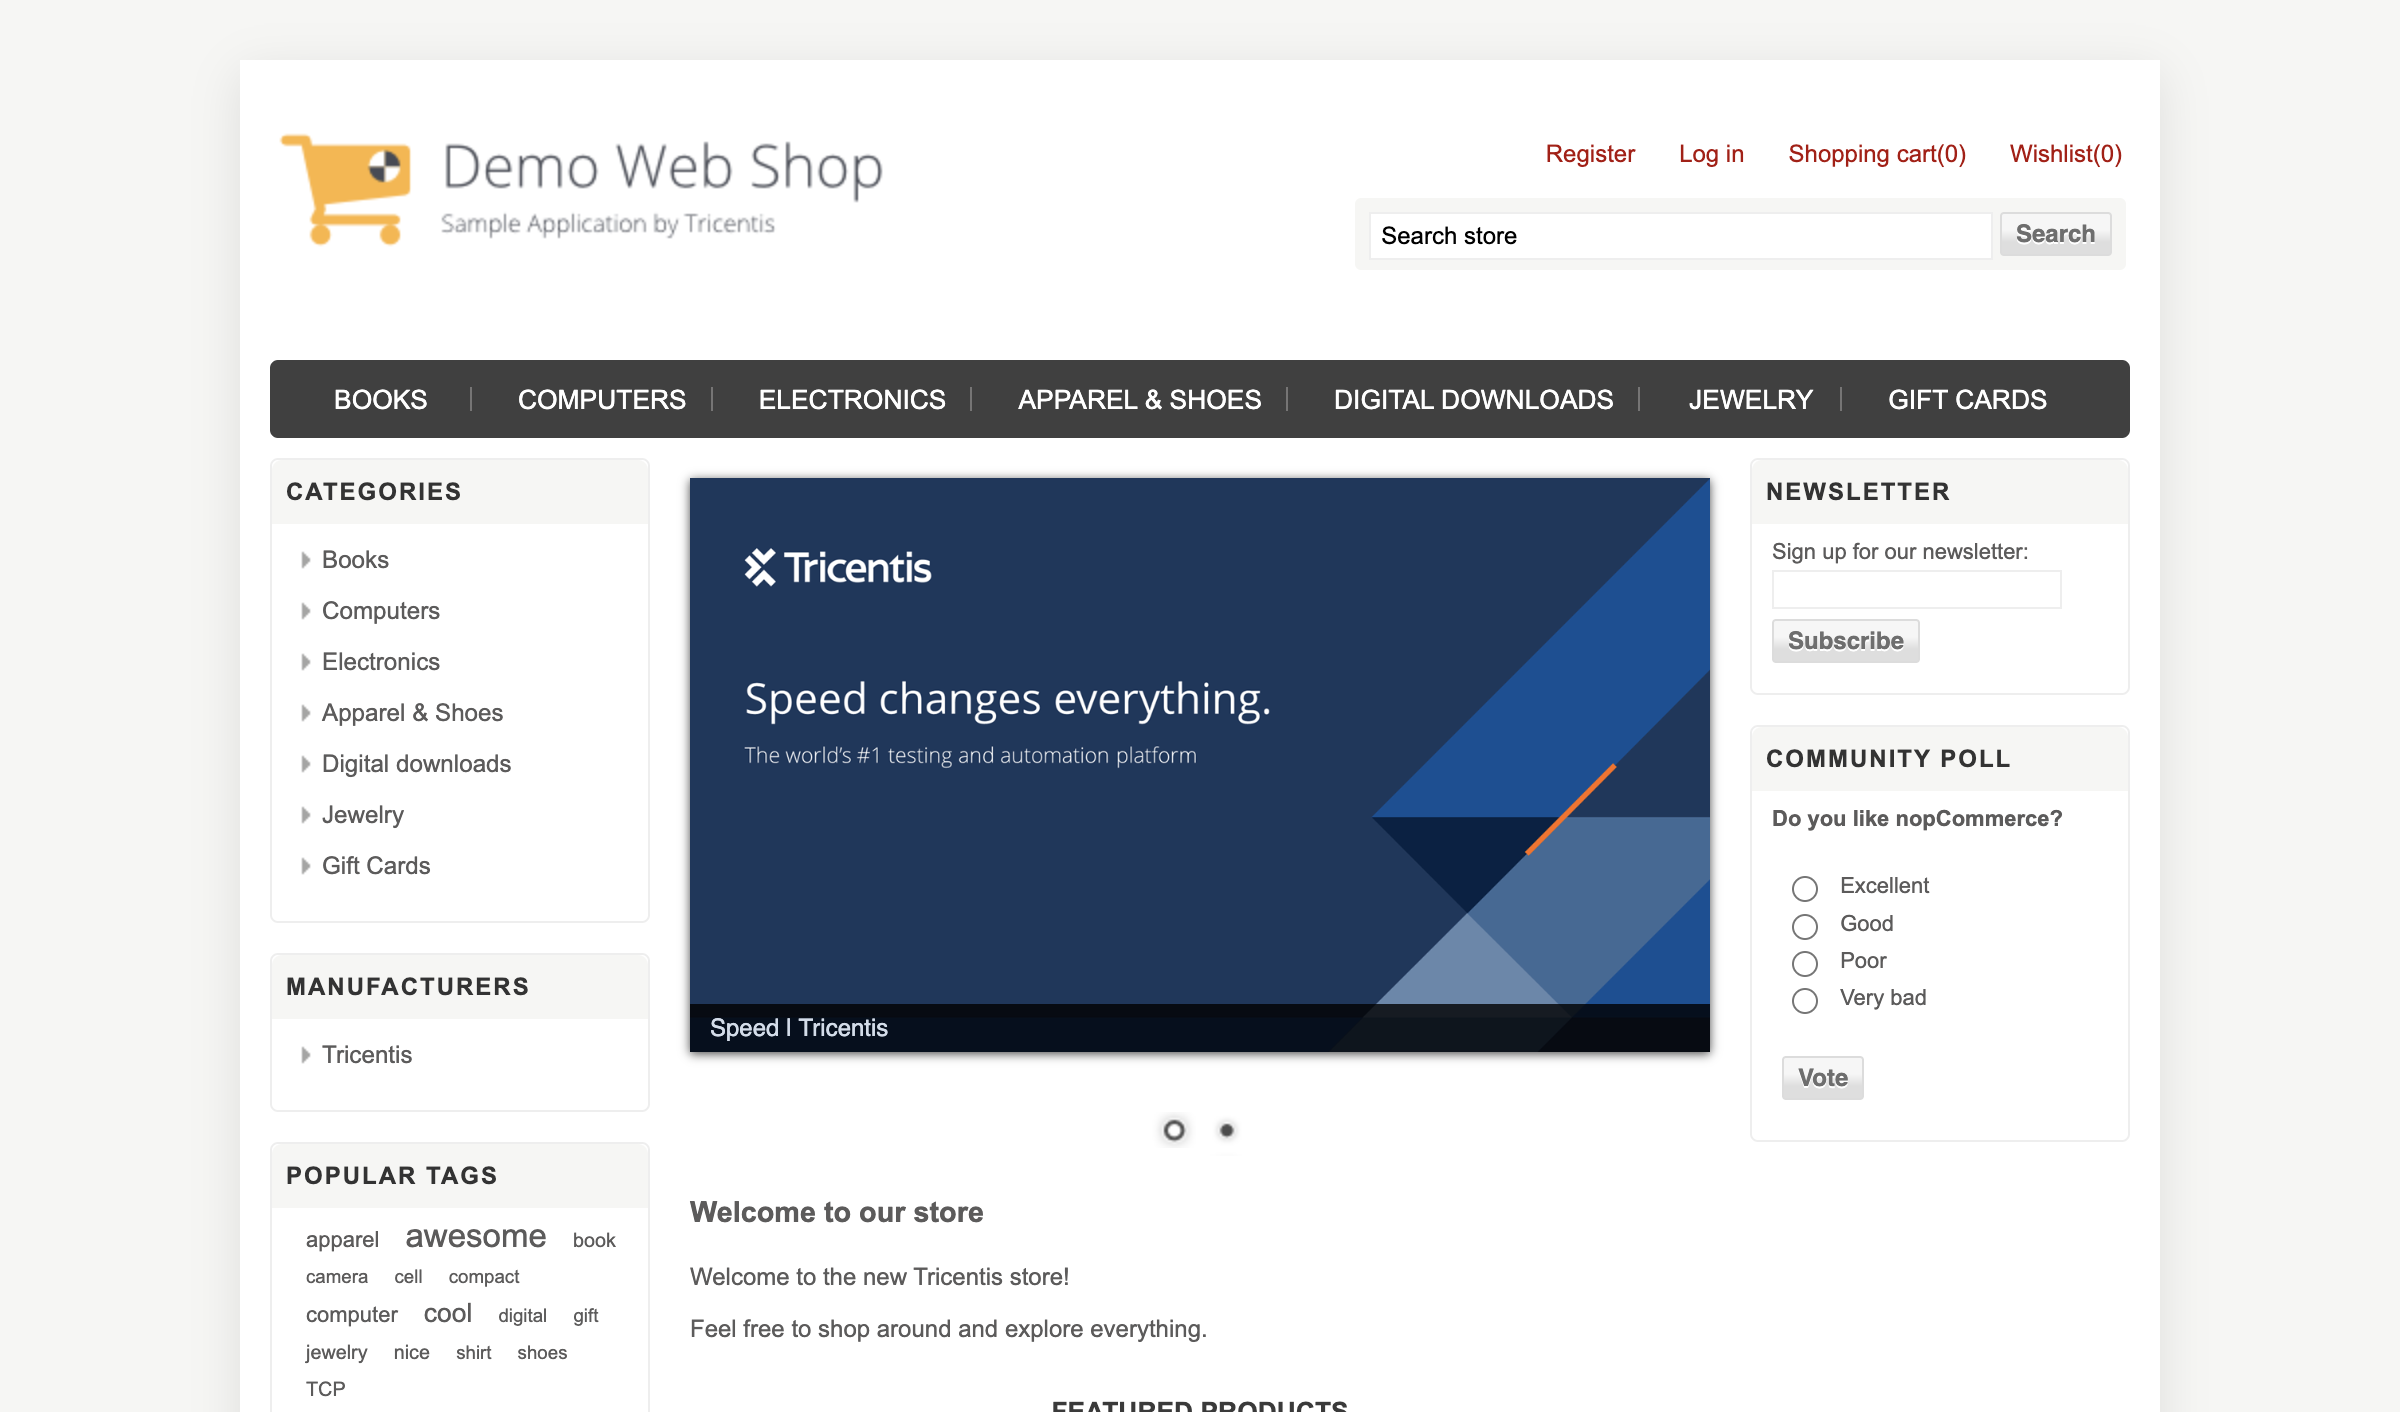 Demo Web Shop
Sample Application by Tricentis
Register Log in Shopping cart(0) Wishlist(0)
Search store Search
BOOKS COMPUTERS ELECTRONICS APPAREL & SHOES DIGITAL DOWNLOADS JEWELRY GIFT CARDS
CATEGORIES
Books
Computers
Electronics
Apparel & Shoes
Digital downloads
Jewelry
Gift Cards
MANUFACTURERS
Tricentis
POPULAR TAGS
apparel awesome book
camera cell compact
computer cool digital gift
jewelry nice shirt shoes
TCP
Tricentis
Speed changes everything.
The world's #1 testing and automation platform
Speed | Tricentis
Welcome to our store
Welcome to the new Tricentis store!
Feel free to shop around and explore everything.
FEATURED PRODUCTS
NEWSLETTER
Sign up for our newsletter:
Subscribe
COMMUNITY POLL
Do you like nopCommerce?
Excellent
Good
Poor
Very bad
Vote